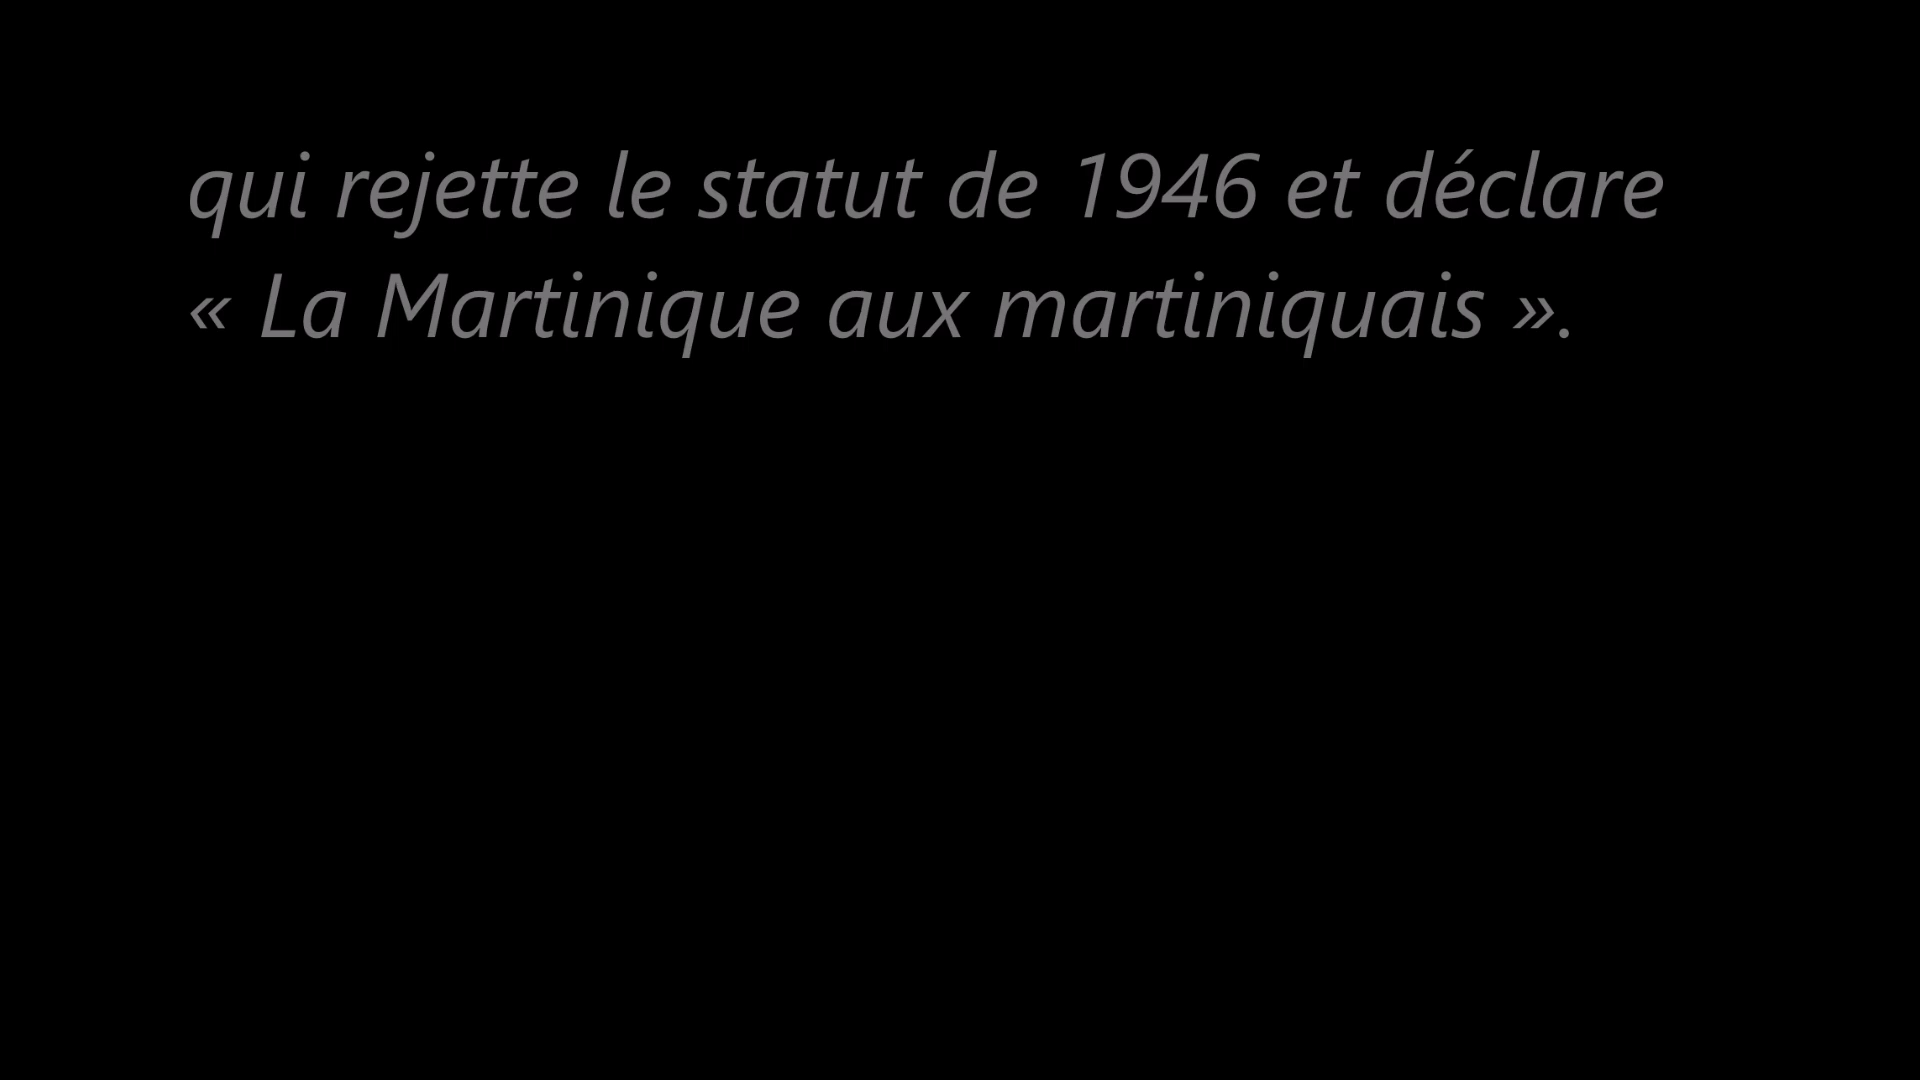 qui rejette le statut de 1946 et déclare
« La Martinique aux martiniquais ».